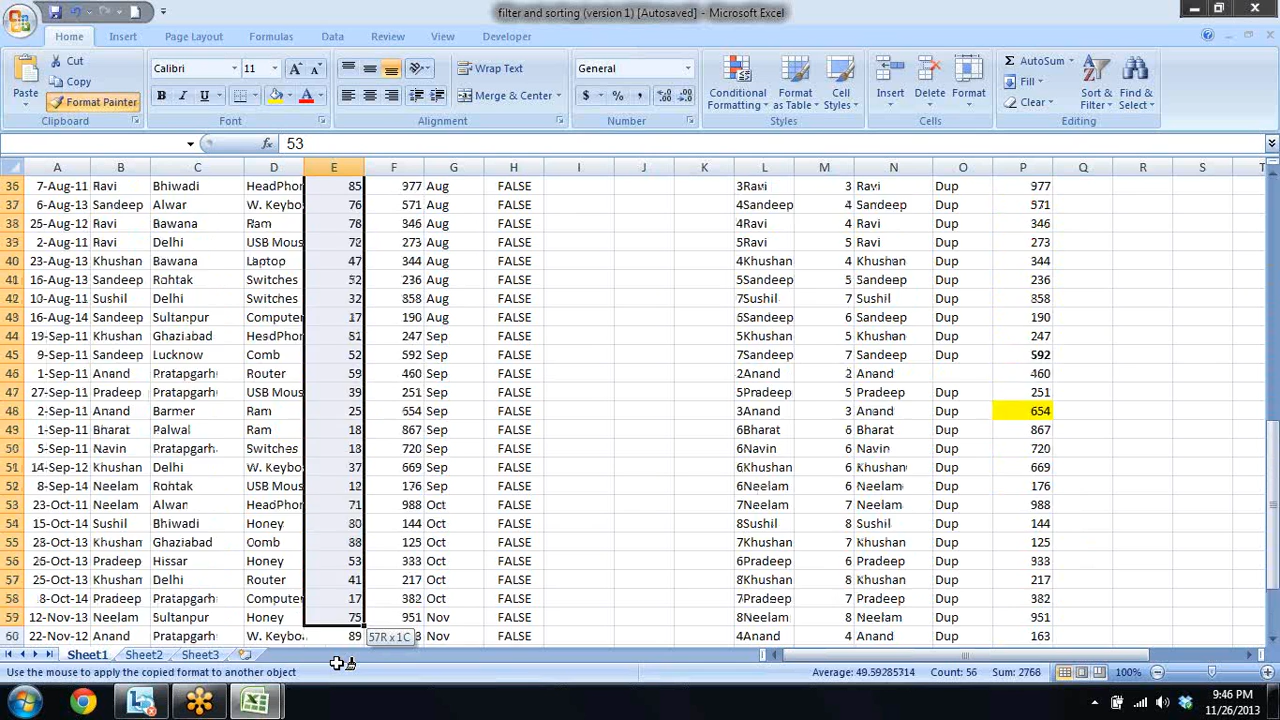 filter and sorting (version 1) [Autosaved] - Microsoft Excel
Home Insert Page Layout Formulas Data Review View Developer
Cut Calibri 11 Wrap Text General AutoSum
Copy Fill
Paste Format Painter B I U Merge & Center $ % , Conditional Formatting Format as Table Cell Styles Insert Delete Format Clear Sort & Filter Find & Select
Clipboard Font Alignment Number Styles Cells Editing
fx 53
A B C D E F G H I J K L M N O P Q R S T
36 7-Aug-11 Ravi Bhiwadi HeadPhon 85 977 Aug FALSE 3Ravi 3 Ravi Dup 977
37 6-Aug-13 Sandeep Alwar W. Keybo 76 571 Aug FALSE 4Sandeep 4 Sandeep Dup 571
38 25-Aug-12 Ravi Bawana Ram 78 346 Aug FALSE 4Ravi 4 Ravi Dup 346
39 2-Aug-11 Ravi Delhi USB Mous 72 273 Aug FALSE 5Ravi 5 Ravi Dup 273
40 23-Aug-13 Khushan Bawana Laptop 47 344 Aug FALSE 4Khushan 4 Khushan Dup 344
41 16-Aug-13 Sandeep Rohtak Switches 52 236 Aug FALSE 5Sandeep 5 Sandeep Dup 236
42 10-Aug-11 Sushil Delhi Switches 32 858 Aug FALSE 7Sushil 7 Sushil Dup 858
43 16-Aug-14 Sandeep Sultanpur Computer 17 190 Aug FALSE 6Sandeep 6 Sandeep Dup 190
44 19-Sep-11 Khushan Ghaziabad HeadPhon 81 247 Sep FALSE 5Khushan 5 Khushan Dup 247
45 9-Sep-11 Sandeep Lucknow Comb 52 592 Sep FALSE 7Sandeep 7 Sandeep Dup 592
46 1-Sep-11 Anand Pratapgarh Router 59 460 Sep FALSE 2Anand 2 Anand 460
47 27-Sep-11 Pradeep Pratapgarh USB Mous 39 251 Sep FALSE 5Pradeep 5 Pradeep Dup 251
48 2-Sep-11 Anand Barmer Ram 25 654 Sep FALSE 3Anand 3 Anand Dup 654
49 1-Sep-11 Bharat Palwal Ram 18 867 Sep FALSE 6Bharat 6 Bharat Dup 867
50 5-Sep-11 Navin Pratapgarh Switches 13 720 Sep FALSE 6Navin 6 Navin Dup 720
51 14-Sep-12 Khushan Delhi W. Keybo 37 669 Sep FALSE 6Khushan 6 Khushan Dup 669
52 8-Sep-14 Neelam Rohtak USB Mous 12 176 Sep FALSE 6Neelam 6 Neelam Dup 176
53 23-Oct-11 Neelam Alwar HeadPhon 71 988 Oct FALSE 7Neelam 7 Neelam Dup 988
54 15-Oct-14 Sushil Bhiwadi Honey 80 144 Oct FALSE 8Sushil 8 Sushil Dup 144
55 23-Oct-13 Khushan Ghaziabad Comb 88 125 Oct FALSE 7Khushan 7 Khushan Dup 125
56 26-Oct-13 Pradeep Hissar Honey 53 333 Oct FALSE 6Pradeep 6 Pradeep Dup 333
57 25-Oct-13 Khushan Delhi Router 41 217 Oct FALSE 8Khushan 8 Khushan Dup 217
58 8-Oct-14 Pradeep Pratapgarh Computer 17 382 Oct FALSE 7Pradeep 7 Pradeep Dup 382
59 12-Nov-13 Neelam Sultanpur Honey 75 951 Nov FALSE 8Neelam 8 Neelam Dup 951
60 22-Nov-12 Anand Pratapgarh W. Keybo 89 3 Nov FALSE 4Anand 4 Anand Dup 163
57R x 1C
Sheet1 Sheet2 Sheet3
Use the mouse to apply the copied format to another object Average: 49.59285714 Count: 56 Sum: 2768 100%
9:46 PM
11/26/2013